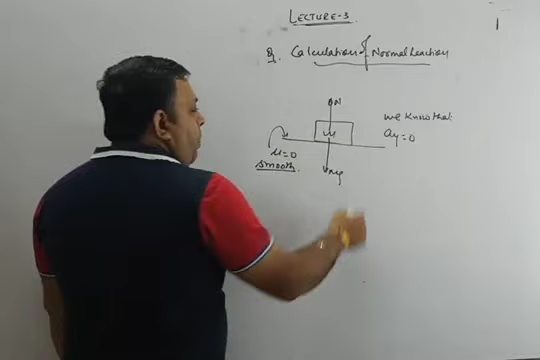 LECTURE-3
1
Q. Calculation of Normal Reaction
N
we know that
M
ay=0
μ=0
smooth
Mg